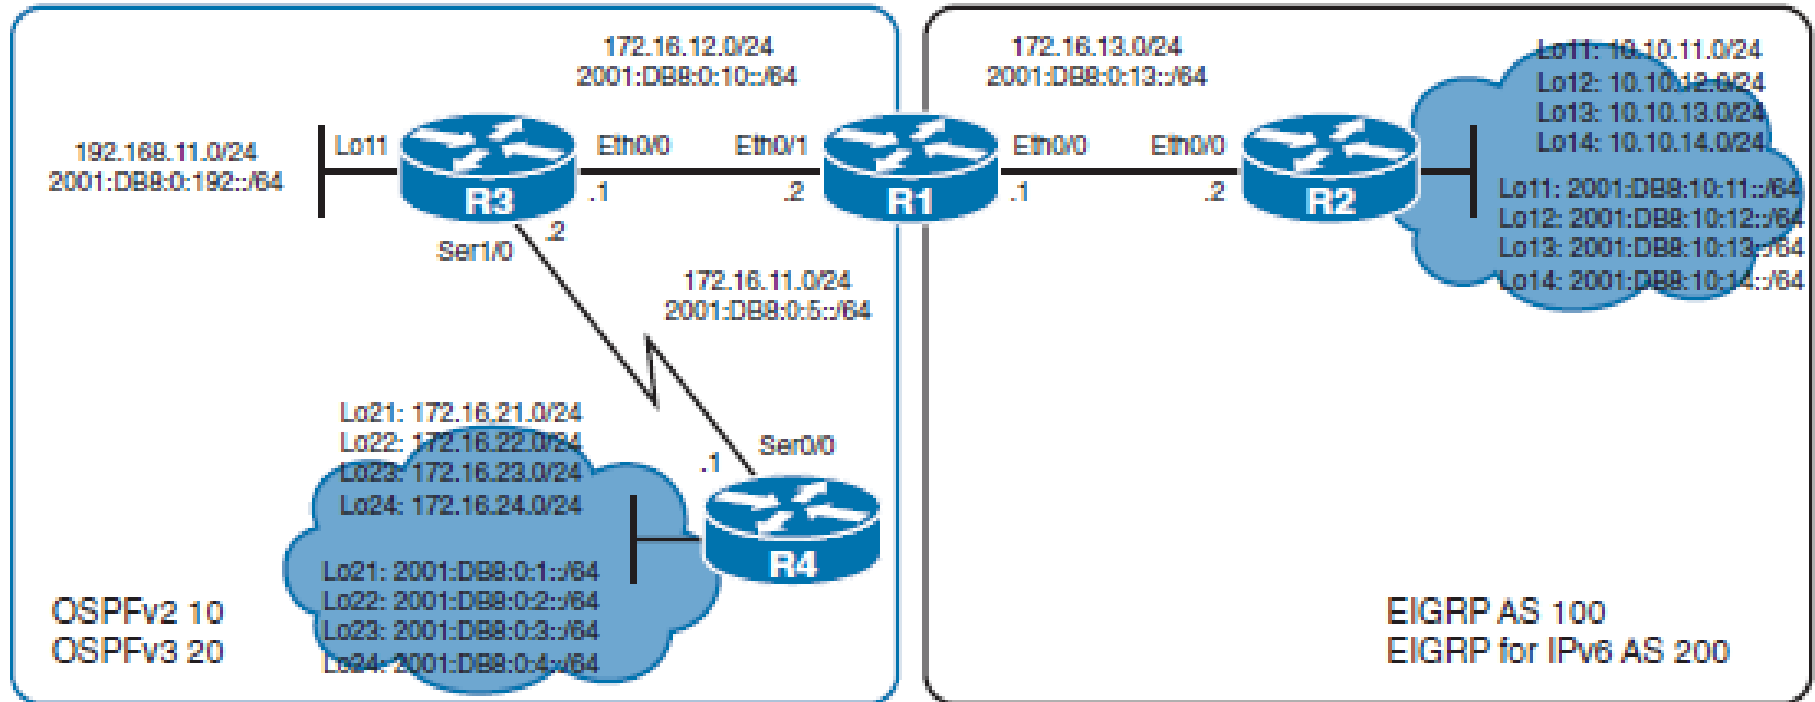 172.16.12.0/24
2001:DB8:0:10::/64
172.16.13.0/24
2001:DB8:0:13::/64
Lo11: 10.10.11.0/24
Lo12: 10.10.12.0/24
Lo13: 10.10.13.0/24
Lo14: 10.10.14.0/24
192.168.11.0/24
2001:DB8:0:192::/64
Lo11
R3
Eth0/0
.1
Eth0/1
.2
R1
Eth0/0
.1
Eth0/0
.2
R2
Lo11: 2001:DB8:10:11::/64
Lo12: 2001:DB8:10:12::/64
Lo13: 2001:DB8:10:13::/64
Lo14: 2001:DB8:10:14::/64
Ser1/0
.2
172.16.11.0/24
2001:DB8:0:5::/64
Lo21: 172.16.21.0/24
Lo22: 172.16.22.0/24
Lo23: 172.16.23.0/24
Lo24: 172.16.24.0/24
Ser0/0
.1
R4
Lo21: 2001:DB8:0:1::/64
Lo22: 2001:DB8:0:2::/64
Lo23: 2001:DB8:0:3::/64
Lo24: 2001:DB8:0:4::/64
OSPFv2 10
OSPFv3 20
EIGRP AS 100
EIGRP for IPv6 AS 200